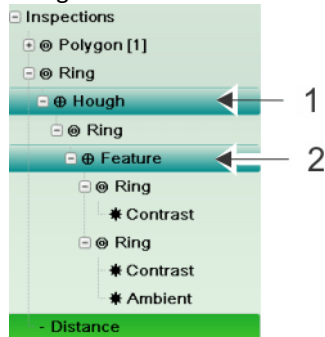 Inspections
Polygon [1]
Ring
Hough
1
Ring
Feature
2
Ring
Contrast
Ring
Contrast
Ambient
- Distance